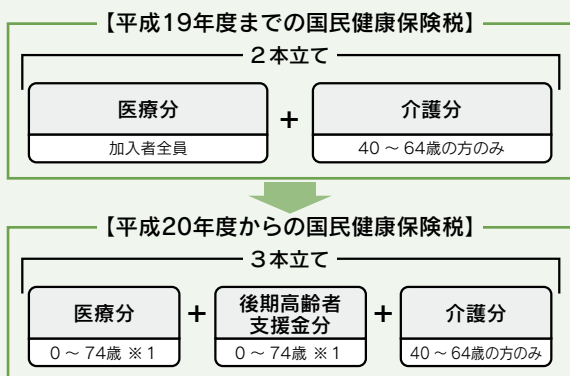 【平成19年度までの国民健康保険税】
2本立て
医療分
加入者全員
+
介護分
40～64歳の方のみ
【平成20年度からの国民健康保険税】
3本立て
医療分
0～74歳 ※1
+
後期高齢者
支援金分
0～74歳 ※1
+
介護分
40～64歳の方のみ